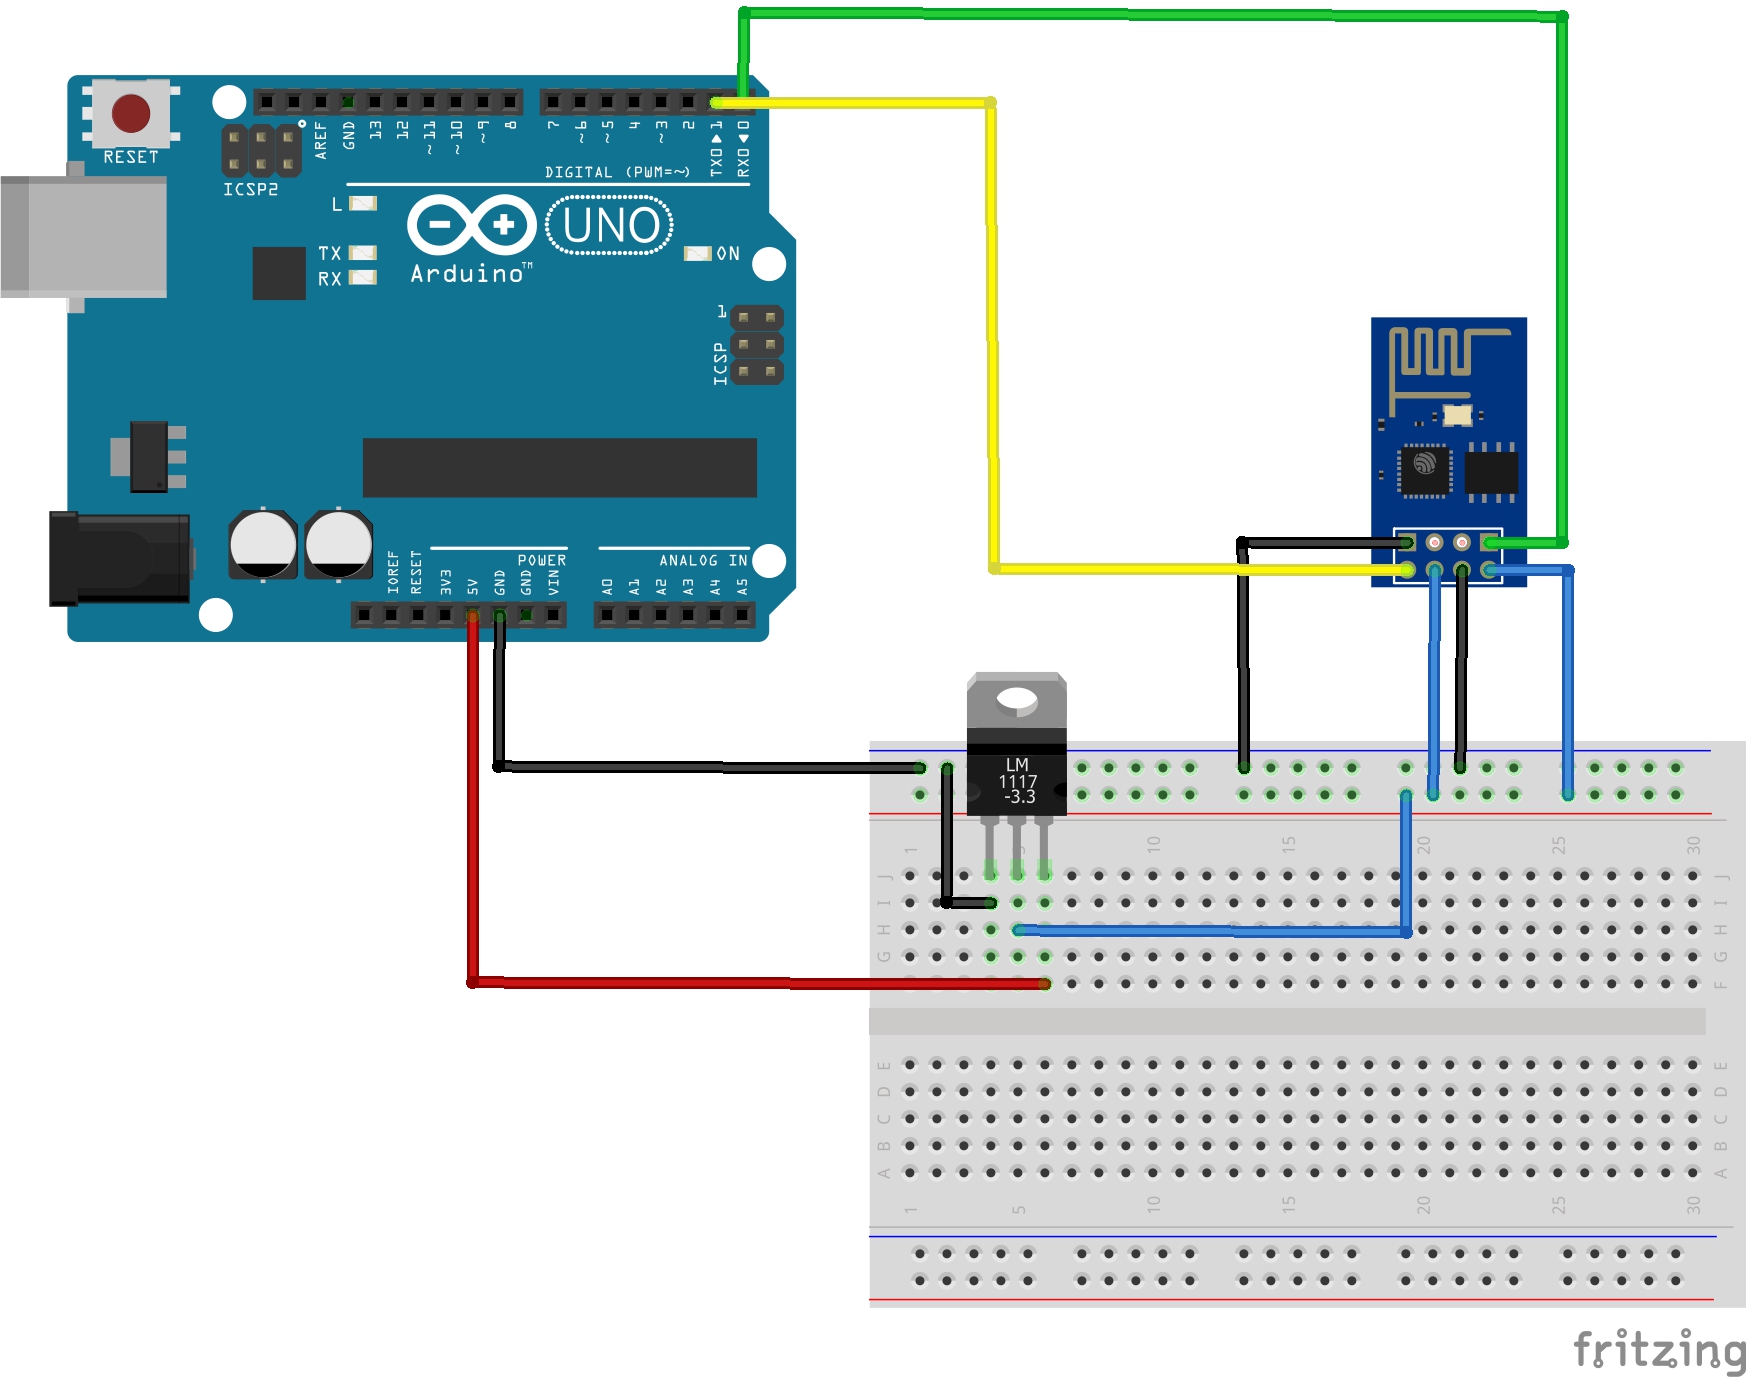 RESET
ICSP2
AREF
GND
13
12
~11
~10
~9
8
7
~6
~5
4
~3
2
TX0▶1
RX0◀0
DIGITAL (PWM=~)
L
TX
RX
UNO
Arduino™
ON
1
ICSP
POWER
ANALOG IN
IOREF
RESET
3V3
5V
GND
GND
VIN
A0
A1
A2
A3
A4
A5
LM
1117
-3.3
1
5
10
15
20
25
30
J J
I I
H H
G G
F F
E E
D D
C C
B B
A A
1
5
10
15
20
25
30
fritzing